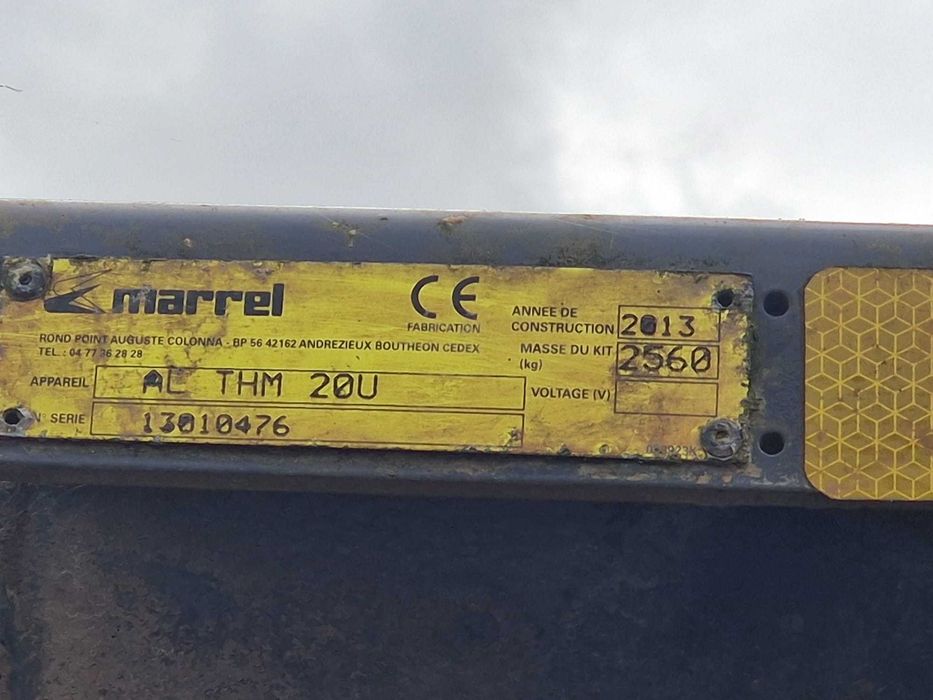 marrel
CE
FABRICATION
ROND POINT AUGUSTE COLONNA - BP 56 42162 ANDREZIEUX BOUTHEON CEDEX
TEL. : 04 77 36 28 28
APPAREIL AL THM 20U
N° SERIE 13010476
ANNEE DE
CONSTRUCTION 2013
MASSE DU KIT 2560
(kg)
VOLTAGE (V)